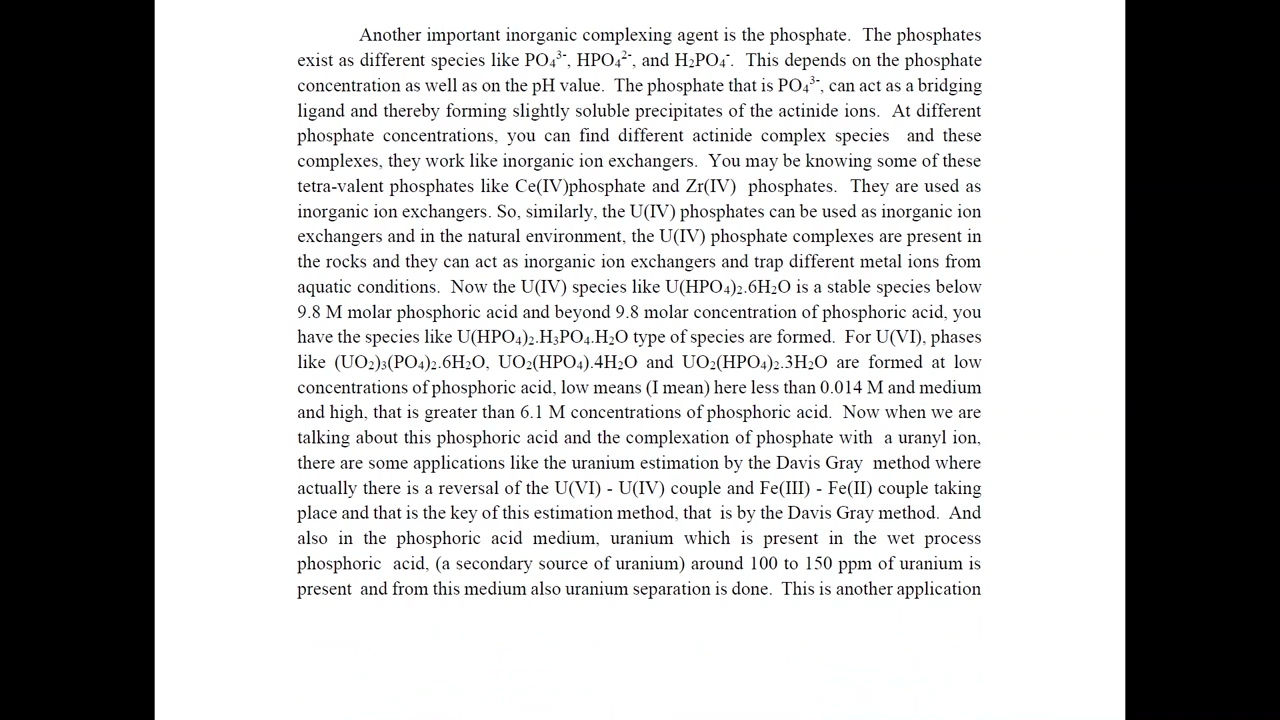 Another important inorganic complexing agent is the phosphate. The phosphates
exist as different species like PO₄³⁻, HPO₄²⁻, and H₂PO₄⁻. This depends on the phosphate
concentration as well as on the pH value. The phosphate that is PO₄³⁻, can act as a bridging
ligand and thereby forming slightly soluble precipitates of the actinide ions. At different
phosphate concentrations, you can find different actinide complex species and these
complexes, they work like inorganic ion exchangers. You may be knowing some of these
tetra-valent phosphates like Ce(IV)phosphate and Zr(IV) phosphates. They are used as
inorganic ion exchangers. So, similarly, the U(IV) phosphates can be used as inorganic ion
exchangers and in the natural environment, the U(IV) phosphate complexes are present in
the rocks and they can act as inorganic ion exchangers and trap different metal ions from
aquatic conditions. Now the U(IV) species like U(HPO₄)₂.6H₂O is a stable species below
9.8 M molar phosphoric acid and beyond 9.8 molar concentration of phosphoric acid, you
have the species like U(HPO₄)₂.H₃PO₄.H₂O type of species are formed. For U(VI), phases
like (UO₂)₃(PO₄)₂.6H₂O, UO₂(HPO₄).4H₂O and UO₂(HPO₄)₂.3H₂O are formed at low
concentrations of phosphoric acid, low means (I mean) here less than 0.014 M and medium
and high, that is greater than 6.1 M concentrations of phosphoric acid. Now when we are
talking about this phosphoric acid and the complexation of phosphate with a uranyl ion,
there are some applications like the uranium estimation by the Davis Gray method where
actually there is a reversal of the U(VI) - U(IV) couple and Fe(III) - Fe(II) couple taking
place and that is the key of this estimation method, that is by the Davis Gray method. And
also in the phosphoric acid medium, uranium which is present in the wet process
phosphoric acid, (a secondary source of uranium) around 100 to 150 ppm of uranium is
present and from this medium also uranium separation is done. This is another application